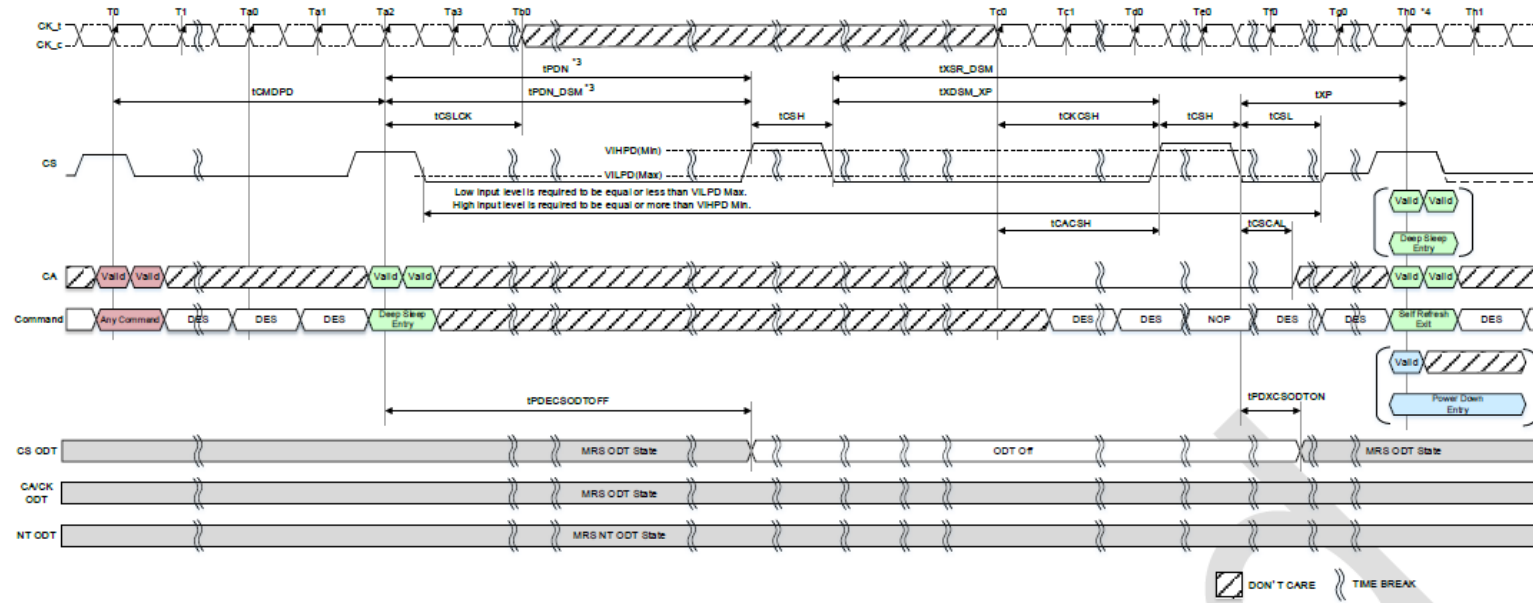 T0 T1 Ta0 Ta1 Ta2 Ta3 Tb0 Tc0 Tc1 Td0 Te0 Tf0 Tg0 Th0 *4 Th1
CK_t
CK_c
tPDN *3 tXSR_DSM
tCMDPD tPDN_DSM *3 tXDSM_XP tXP
tCSLCK tCSH tCKCSH tCSH tCSL
VIHPD(Min)
CS
VILPD(Max)
Low input level is required to be equal or less than VILPD Max.
High input level is required to be equal or more than VIHPD Min.
Valid Valid
tCACSH tCSCAL
Deep Sleep
Entry
CA Valid Valid Valid Valid Valid Valid
Command Any Command DES DES DES Deep Sleep
Entry DES DES NOP DES DES Self Refresh
Exit DES
Valid
tPDECSODTOFF tPDXCSODTON
Power Down
Entry
CS ODT MRS ODT State ODT Off MRS ODT State
CA/CK
ODT MRS ODT State
NT ODT MRS NT ODT State
DON'T CARE TIME BREAK